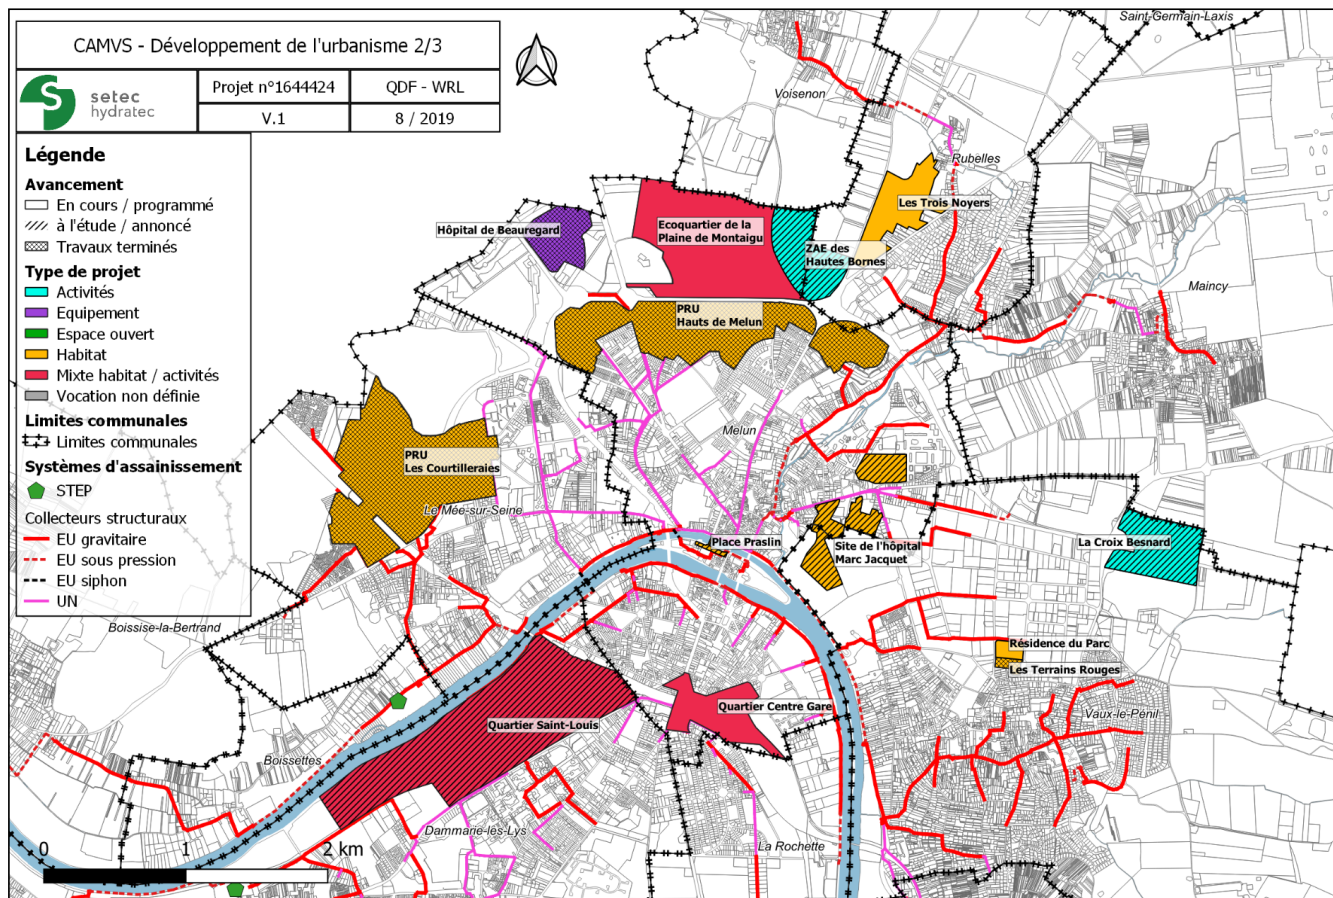 CAMVS - Développement de l'urbanisme 2/3
setec
hydratec
Projet n°1644424
QDF - WRL
V.1
8 / 2019
Légende
Avancement
En cours / programmé
à l'étude / annoncé
Travaux terminés
Type de projet
Activités
Equipement
Espace ouvert
Habitat
Mixte habitat / activités
Vocation non définie
Limites communales
Limites communales
Systèmes d'assainissement
STEP
Collecteurs structuraux
EU gravitaire
EU sous pression
EU siphon
UN
Saint-Germain-Laxis
Voisenon
Rubelles
Les Trois Noyers
Hôpital de Beauregard
Ecoquartier de la
Plaine de Montaigu
ZAE des
Hautes Bornes
Maincy
PRU
Hauts de Melun
Melun
PRU
Les Courtilleraies
Le Mée-sur-Seine
Place Praslin
Site de l'hôpital
Marc Jacquet
La Croix Besnard
Boissise-la-Bertrand
Résidence du Parc
Les Terrains Rouges
Quartier Saint-Louis
Quartier Centre Gare
Vaux-le-Pénil
Boissettes
Dammarie-les-Lys
La Rochette
0
1
2 km